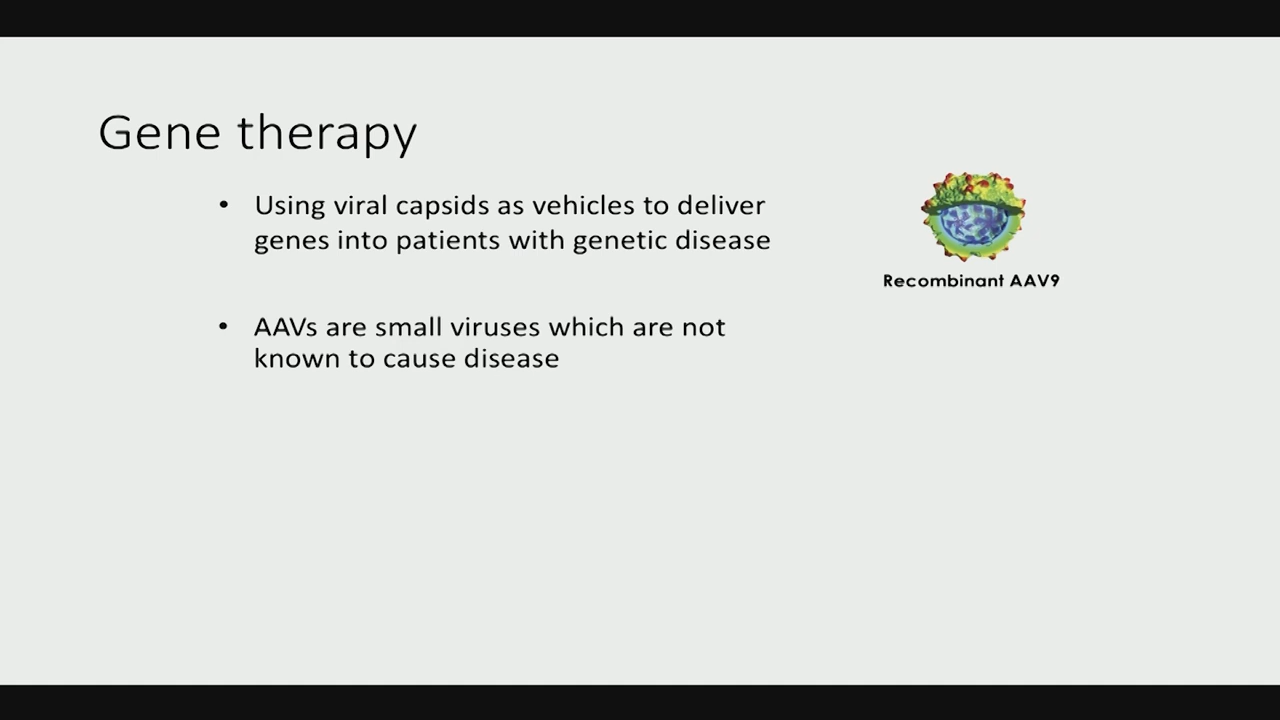 Gene therapy
• Using viral capsids as vehicles to deliver
genes into patients with genetic disease
• AAVs are small viruses which are not
known to cause disease
Recombinant AAV9